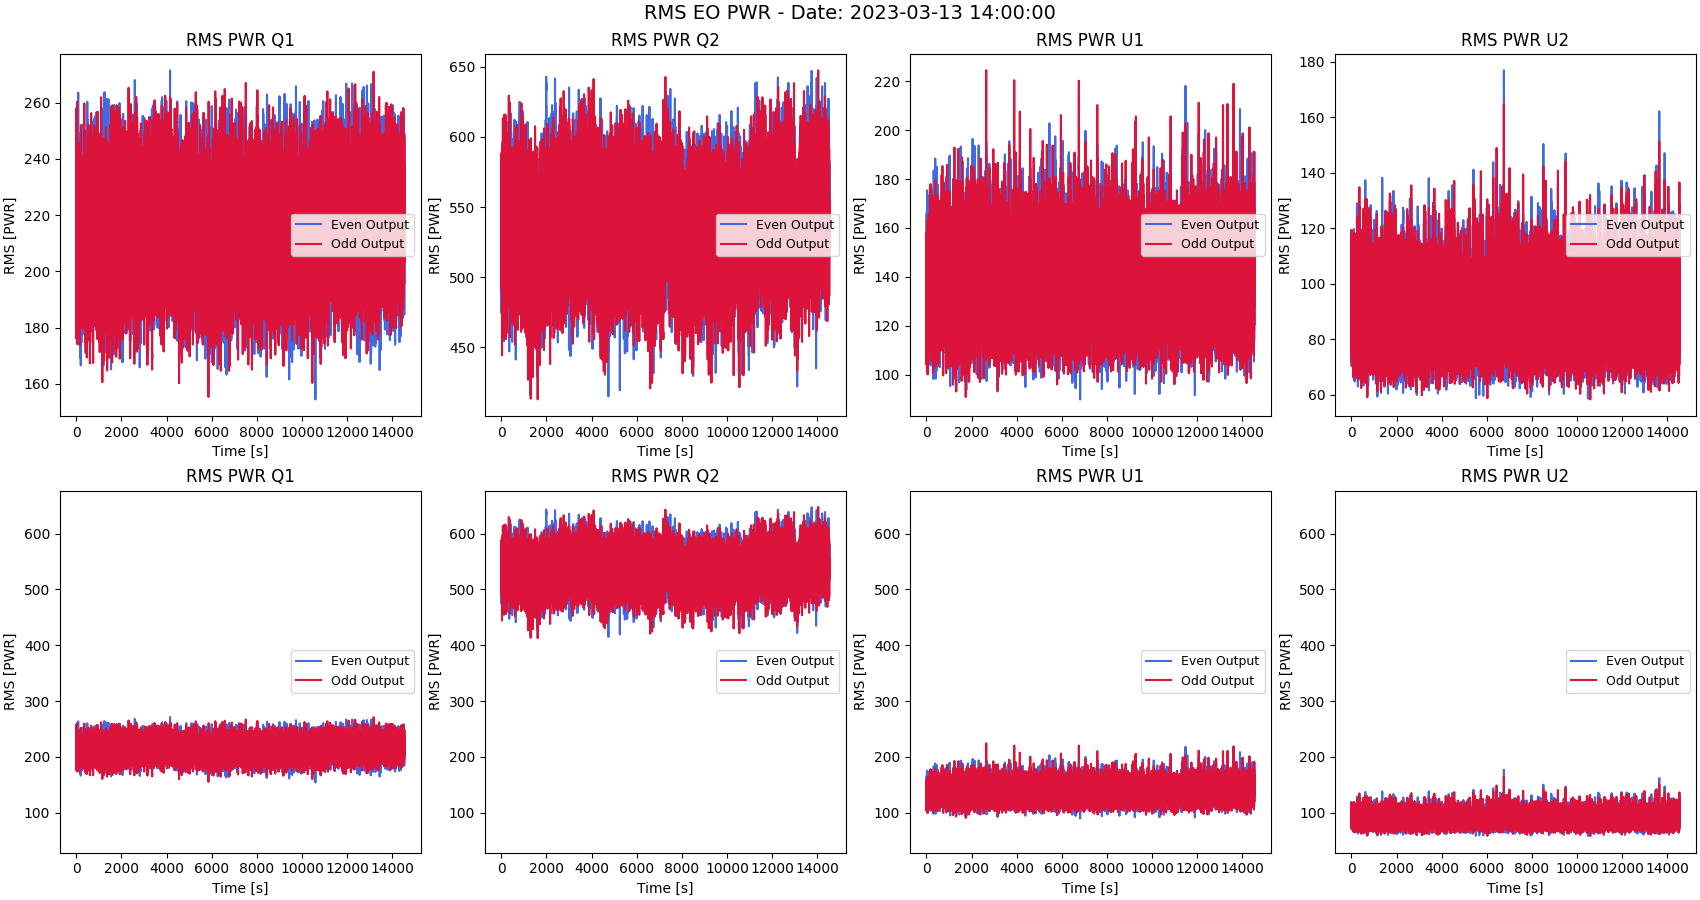 RMS EO PWR - Date: 2023-03-13 14:00:00
RMS PWR Q1
RMS [PWR]
260
240
220
200
180
160
Even Output
Odd Output
0 2000 4000 6000 8000 10000 12000 14000
Time [s]
RMS PWR Q2
RMS [PWR]
650
600
550
500
450
Even Output
Odd Output
0 2000 4000 6000 8000 10000 12000 14000
Time [s]
RMS PWR U1
RMS [PWR]
220
200
180
160
140
120
100
Even Output
Odd Output
0 2000 4000 6000 8000 10000 12000 14000
Time [s]
RMS PWR U2
RMS [PWR]
180
160
140
120
100
80
60
Even Output
Odd Output
0 2000 4000 6000 8000 10000 12000 14000
Time [s]
RMS PWR Q1
RMS [PWR]
600
500
400
300
200
100
Even Output
Odd Output
0 2000 4000 6000 8000 10000 12000 14000
Time [s]
RMS PWR Q2
RMS [PWR]
600
500
400
300
200
100
Even Output
Odd Output
0 2000 4000 6000 8000 10000 12000 14000
Time [s]
RMS PWR U1
RMS [PWR]
600
500
400
300
200
100
Even Output
Odd Output
0 2000 4000 6000 8000 10000 12000 14000
Time [s]
RMS PWR U2
RMS [PWR]
600
500
400
300
200
100
Even Output
Odd Output
0 2000 4000 6000 8000 10000 12000 14000
Time [s]